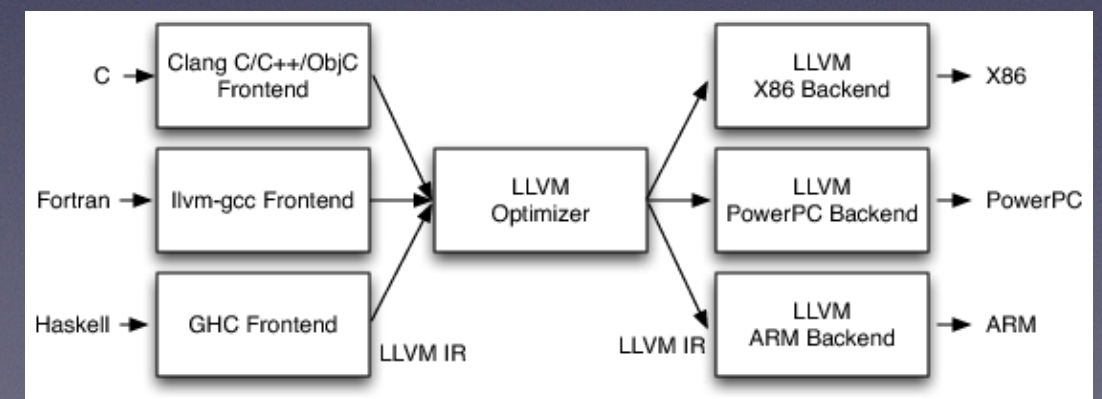 C
Clang C/C++/ObjC
Frontend
LLVM
X86 Backend
X86
Fortran
llvm-gcc Frontend
LLVM
Optimizer
LLVM
PowerPC Backend
PowerPC
Haskell
GHC Frontend
LLVM IR
LLVM IR
LLVM
ARM Backend
ARM